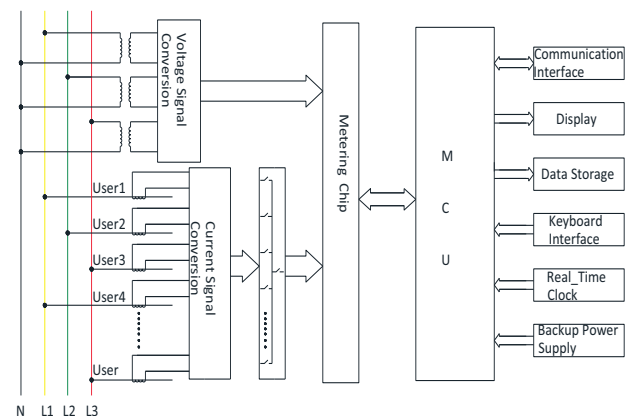 Voltage Signal
Conversion
Metering Chip
M
C
U
Communication
Interface
Display
Data Storage
Keyboard
Interface
Real_Time
Clock
Backup Power
Supply
User1
User2
User3
User4
User
Current Signal
Conversion
N L1 L2 L3